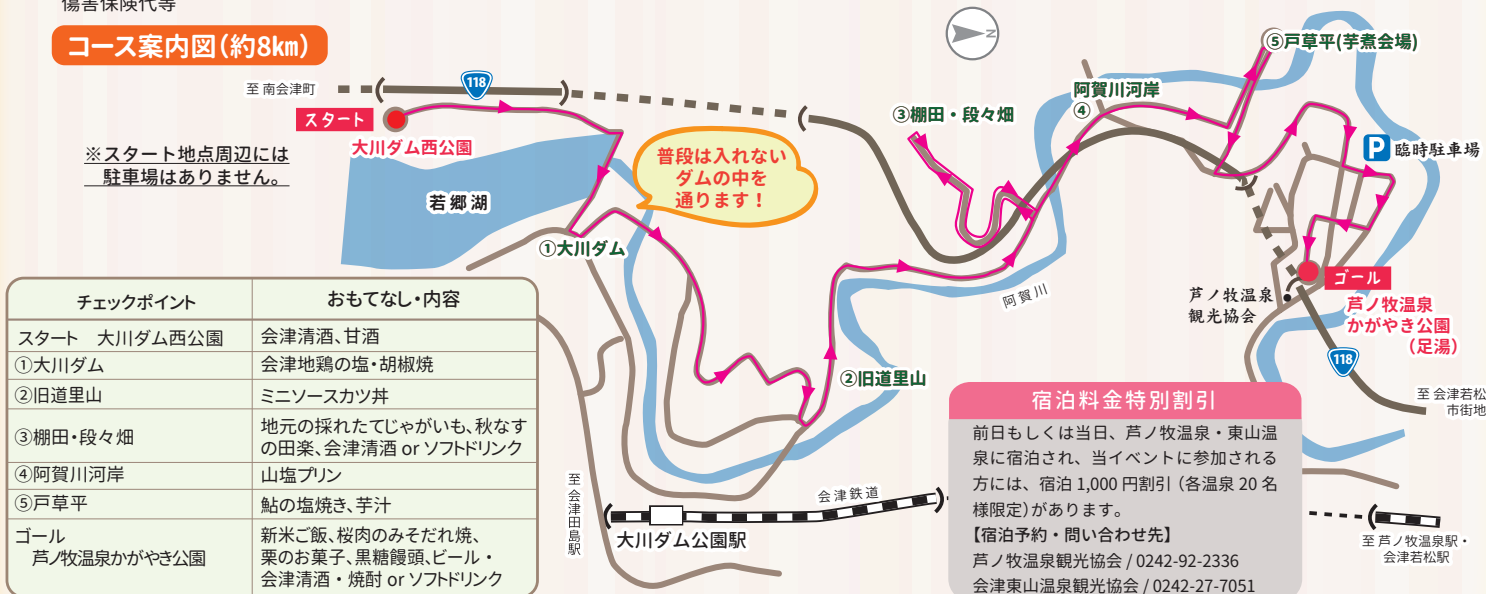 傷害保険代等
コース案内図(約8km)
N
至 南会津町
118
スタート
大川ダム西公園
※スタート地点周辺には
駐車場はありません。
若郷湖
普段は入れない
ダムの中を
通ります！
①大川ダム
②旧道里山
③棚田・段々畑
阿賀川河岸
④
⑤戸草平(芋煮会場)
阿賀川
P 臨時駐車場
ゴール
芦ノ牧温泉
かがやき公園
（足湯）
芦ノ牧温泉
観光協会
118
至 会津若松
市街地
チェックポイント おもてなし・内容
スタート　大川ダム西公園 会津清酒、甘酒
①大川ダム 会津地鶏の塩・胡椒焼
②旧道里山 ミニソースカツ丼
③棚田・段々畑 地元の採れたてじゃがいも、秋なす
の田楽、会津清酒 or ソフトドリンク
④阿賀川河岸 山塩プリン
⑤戸草平 鮎の塩焼き、芋汁
ゴール
芦ノ牧温泉かがやき公園
新米ご飯、桜肉のみそだれ焼、
栗のお菓子、黒糖饅頭、ビール・
会津清酒・焼酎 or ソフトドリンク
至 会津田島駅
大川ダム公園駅
会津鉄道
至 芦ノ牧温泉駅・
会津若松駅
宿泊料金特別割引
前日もしくは当日、芦ノ牧温泉・東山温
泉に宿泊され、当イベントに参加される
方には、宿泊 1,000 円割引（各温泉 20 名
様限定）があります。
【宿泊予約・問い合わせ先】
芦ノ牧温泉観光協会 / 0242-92-2336
会津東山温泉観光協会 / 0242-27-7051